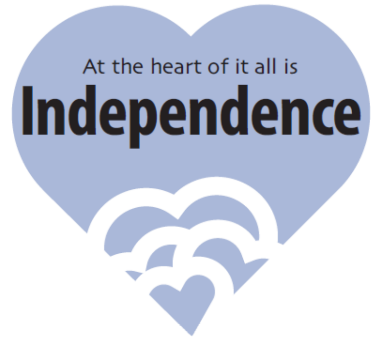 At the heart of it all is
Independence